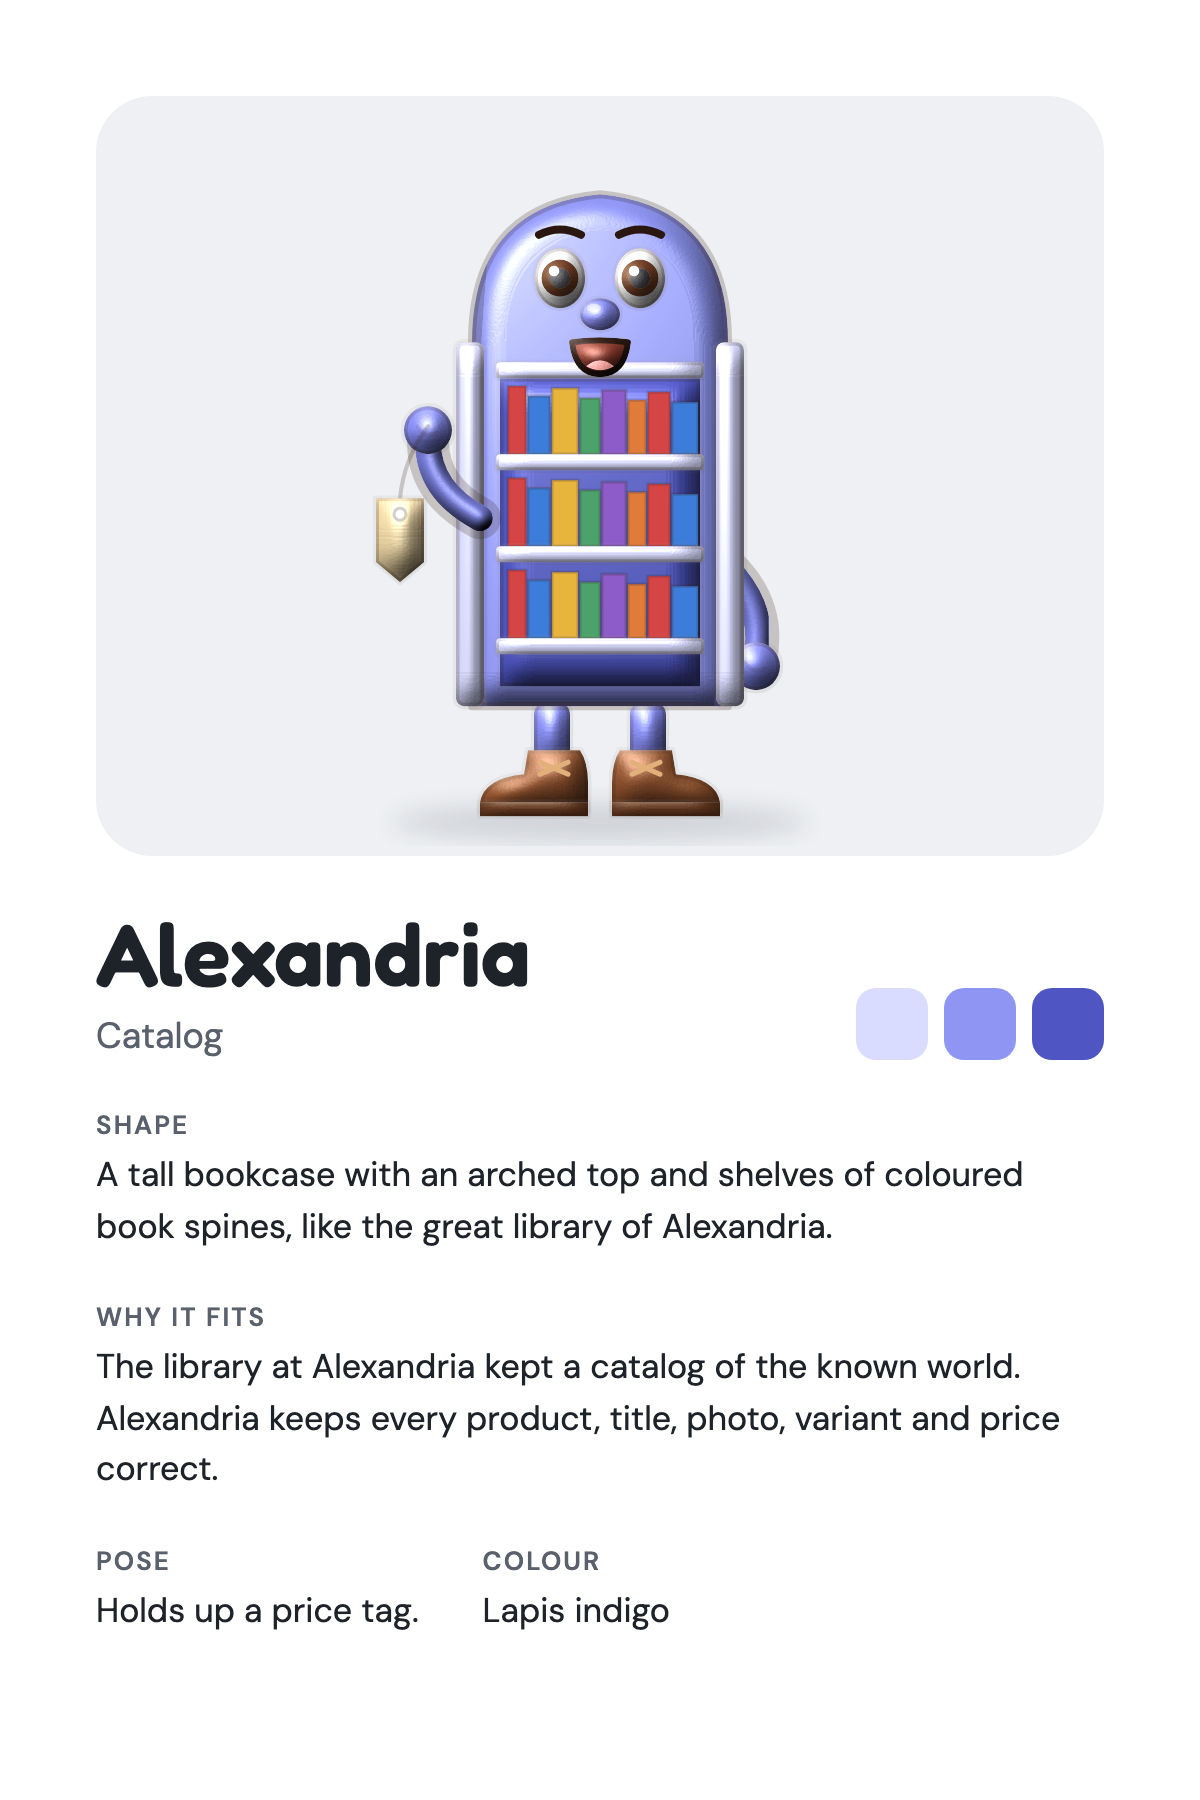 Alexandria
Catalog
SHAPE
A tall bookcase with an arched top and shelves of coloured
book spines, like the great library of Alexandria.
WHY IT FITS
The library at Alexandria kept a catalog of the known world.
Alexandria keeps every product, title, photo, variant and price
correct.
POSE
Holds up a price tag.
COLOUR
Lapis indigo